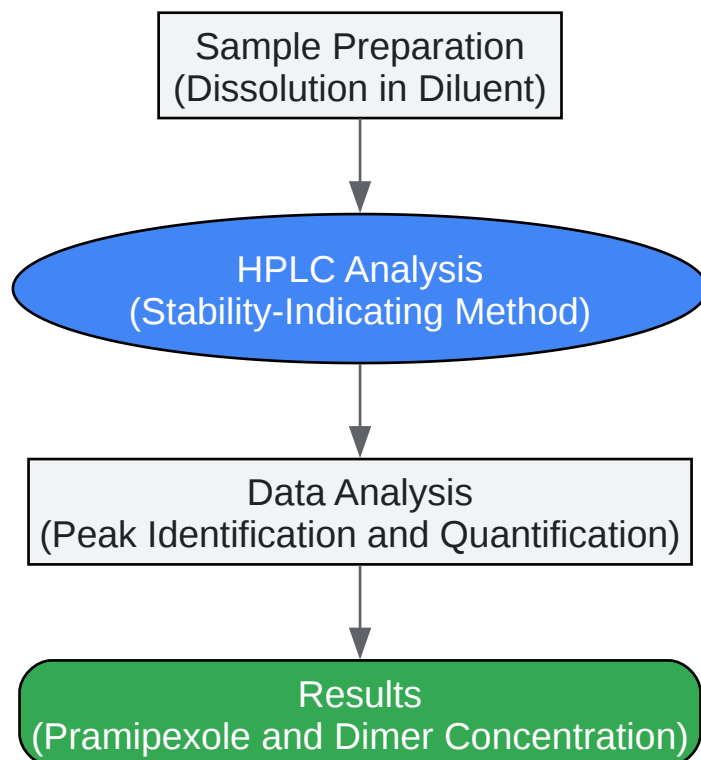 Sample Preparation
(Dissolution in Diluent)
HPLC Analysis
(Stability-Indicating Method)
Data Analysis
(Peak Identification and Quantification)
Results
(Pramipexole and Dimer Concentration)